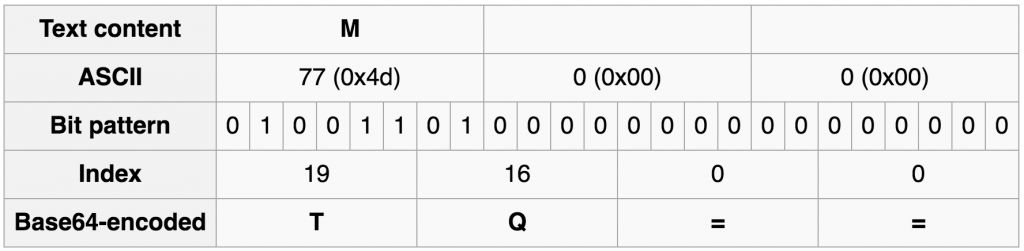 Text content M
ASCII 77 (0x4d) 0 (0x00) 0 (0x00)
Bit pattern 0 1 0 0 1 1 0 1 0 0 0 0 0 0 0 0 0 0 0 0 0 0 0 0
Index 19 16 0 0
Base64-encoded T Q = =